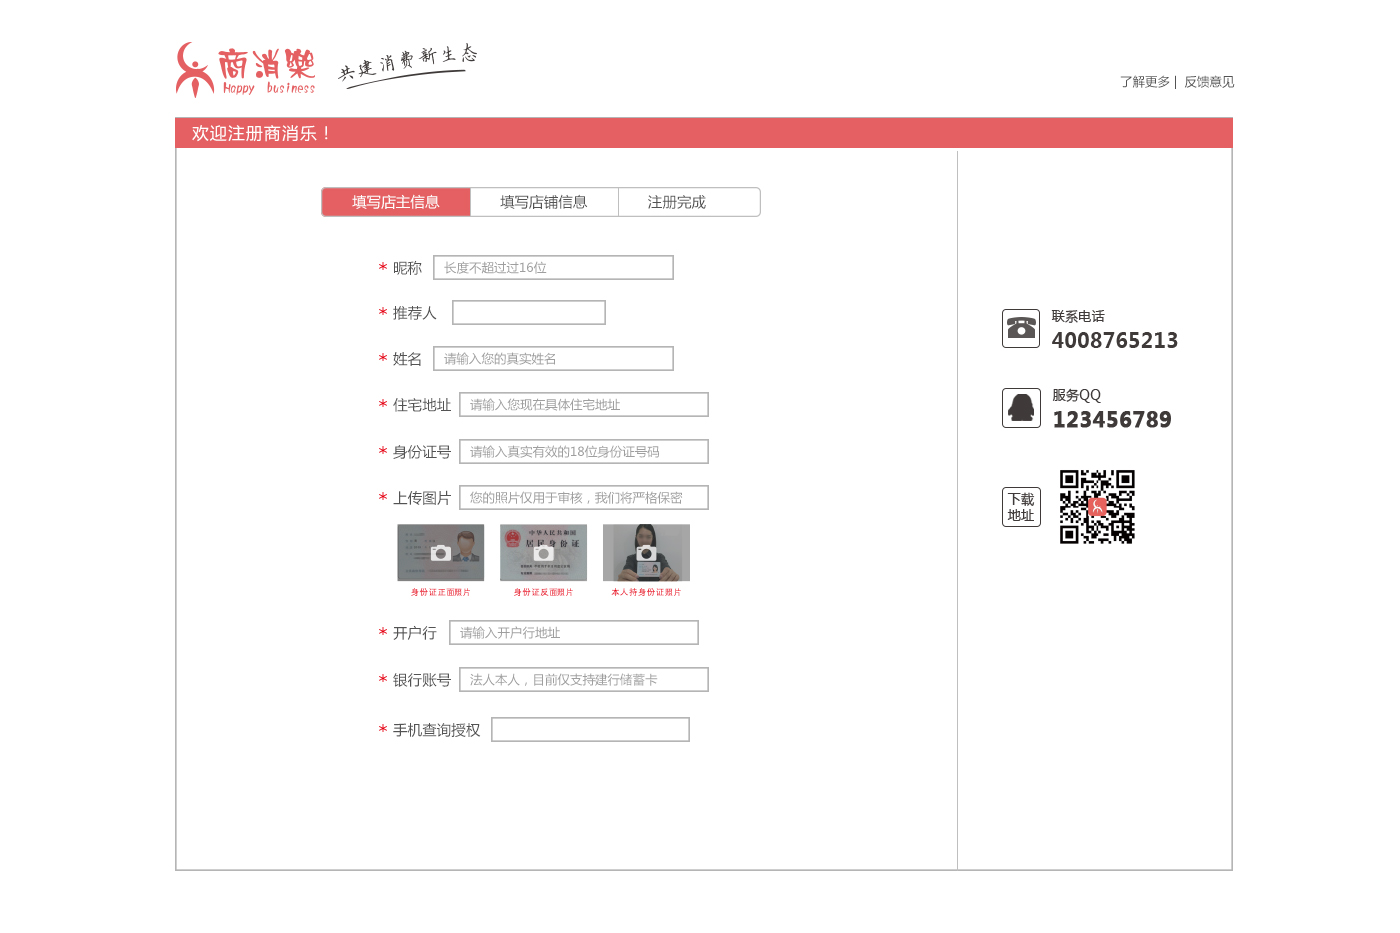 商消樂
Happy business
共建消费新生态
了解更多 | 反馈意见
欢迎注册商消乐！
填写店主信息 填写店铺信息 注册完成
* 昵称 长度不超过过16位
* 推荐人
* 姓名 请输入您的真实姓名
* 住宅地址 请输入您现在具体住宅地址
* 身份证号 请输入真实有效的18位身份证号码
* 上传图片 您的照片仅用于审核，我们将严格保密
中华人民共和国
居民身份证
身份证正面照片 身份证反面照片 本人持身份证照片
* 开户行 请输入开户行地址
* 银行账号 法人本人，目前仅支持建行储蓄卡
* 手机查询授权
联系电话
4008765213
服务QQ
123456789
下载
地址